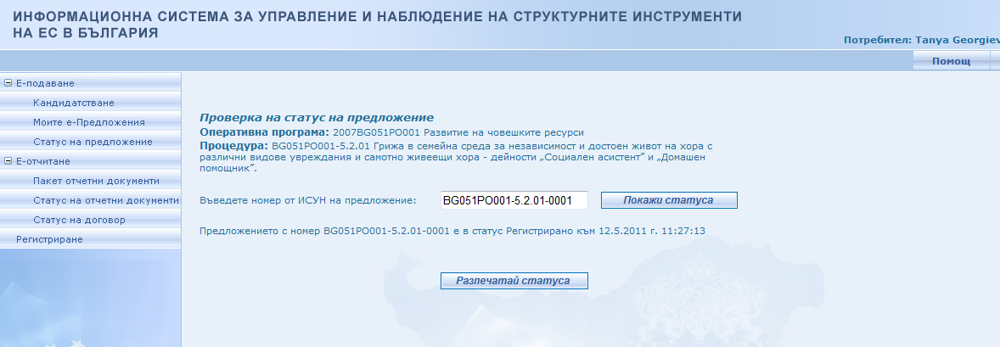 ИНФОРМАЦИОННА СИСТЕМА ЗА УПРАВЛЕНИЕ И НАБЛЮДЕНИЕ НА СТРУКТУРНИТЕ ИНСТРУМЕНТИ
НА ЕС В БЪЛГАРИЯ
Потребител: Tanya Georgiev
Помощ
Е-подаване
Кандидатстване
Моите е-Предложения
Статус на предложение
Е-отчитане
Пакет отчетни документи
Статус на отчетни документи
Статус на договор
Регистриране
Проверка на статус на предложение
Оперативна програма: 2007BG051PO001 Развитие на човешките ресурси
Процедура: BG051PO001-5.2.01 Грижа в семейна среда за независимост и достоен живот на хора с
различни видове увреждания и самотно живеещи хора - дейности „Социален асистент” и „Домашен
помощник”.
Въведете номер от ИСУН на предложение:
BG051PO001-5.2.01-0001
Покажи статуса
Предложението с номер BG051PO001-5.2.01-0001 е в статус Регистрирано към 12.5.2011 г. 11:27:13
Разпечатай статуса